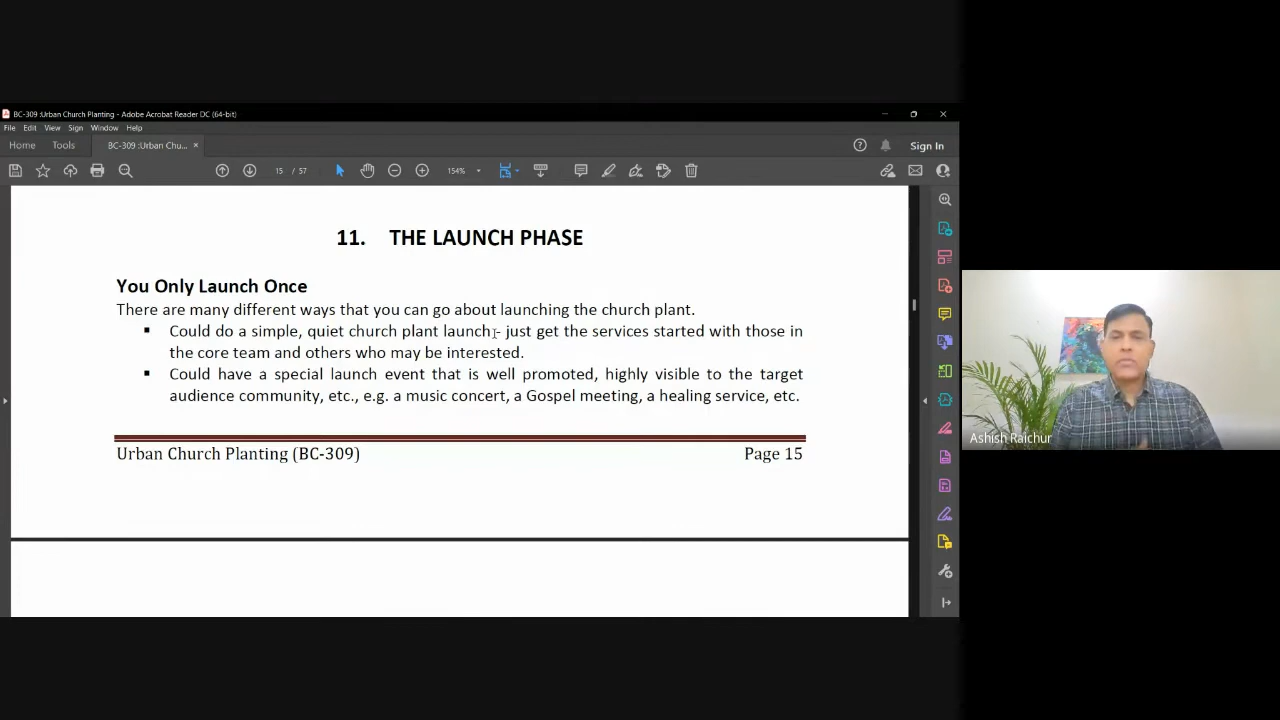 BC-309 :Urban Church Planting - Adobe Acrobat Reader DC (64-bit)
File Edit View Sign Window Help
Home Tools BC-309 :Urban Chu... × Sign In
15 / 57 154%
11. THE LAUNCH PHASE
You Only Launch Once
There are many different ways that you can go about launching the church plant.
▪ Could do a simple, quiet church plant launch - just get the services started with those in
the core team and others who may be interested.
▪ Could have a special launch event that is well promoted, highly visible to the target
audience community, etc., e.g. a music concert, a Gospel meeting, a healing service, etc.
Urban Church Planting (BC-309) Page 15
Ashish Raichur